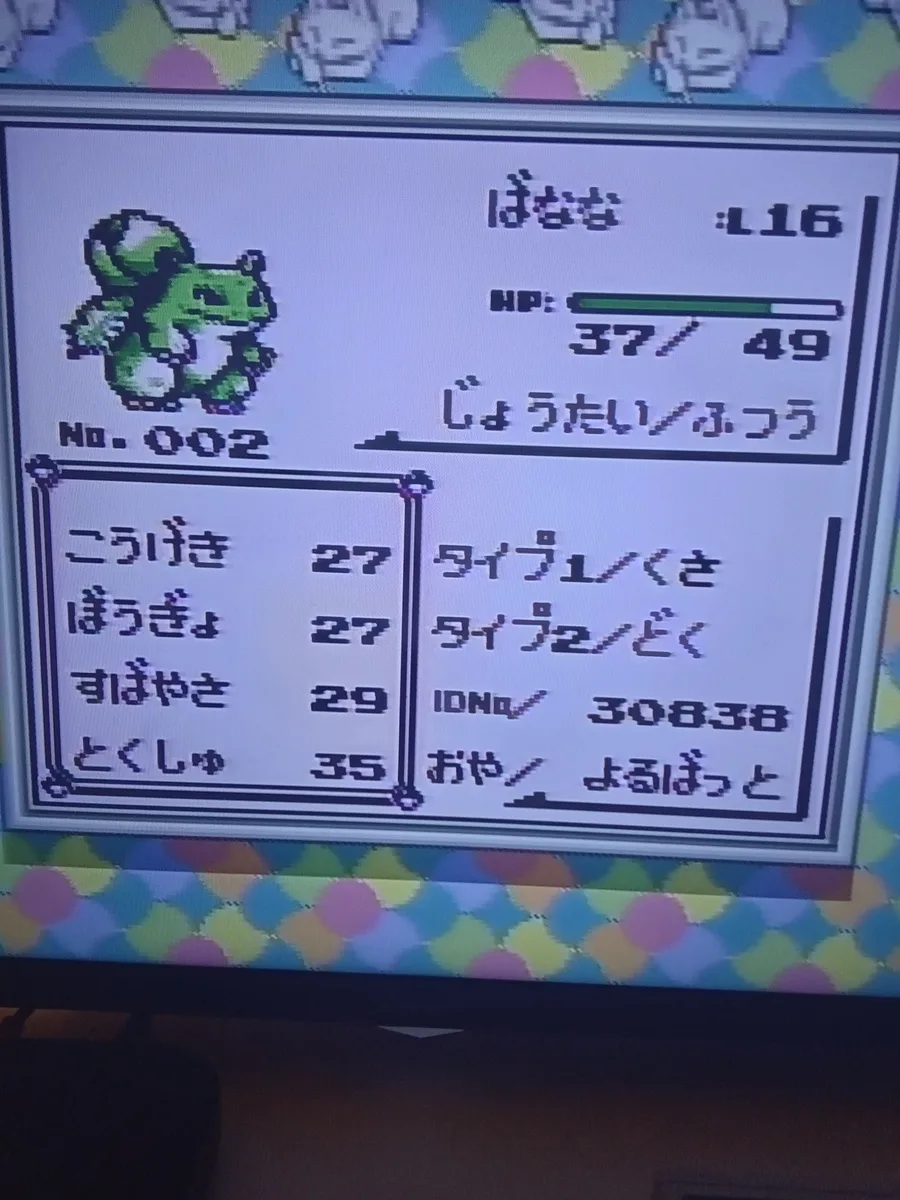 ばなな :L16
HP:
37/ 49
じょうたい/ふつう
No. 002
こうげき 27
ぼうぎょ 27
すばやさ 29
とくしゅ 35
タイプ1/くさ
タイプ2/どく
IDNo/ 30838
おや/ よるばっと